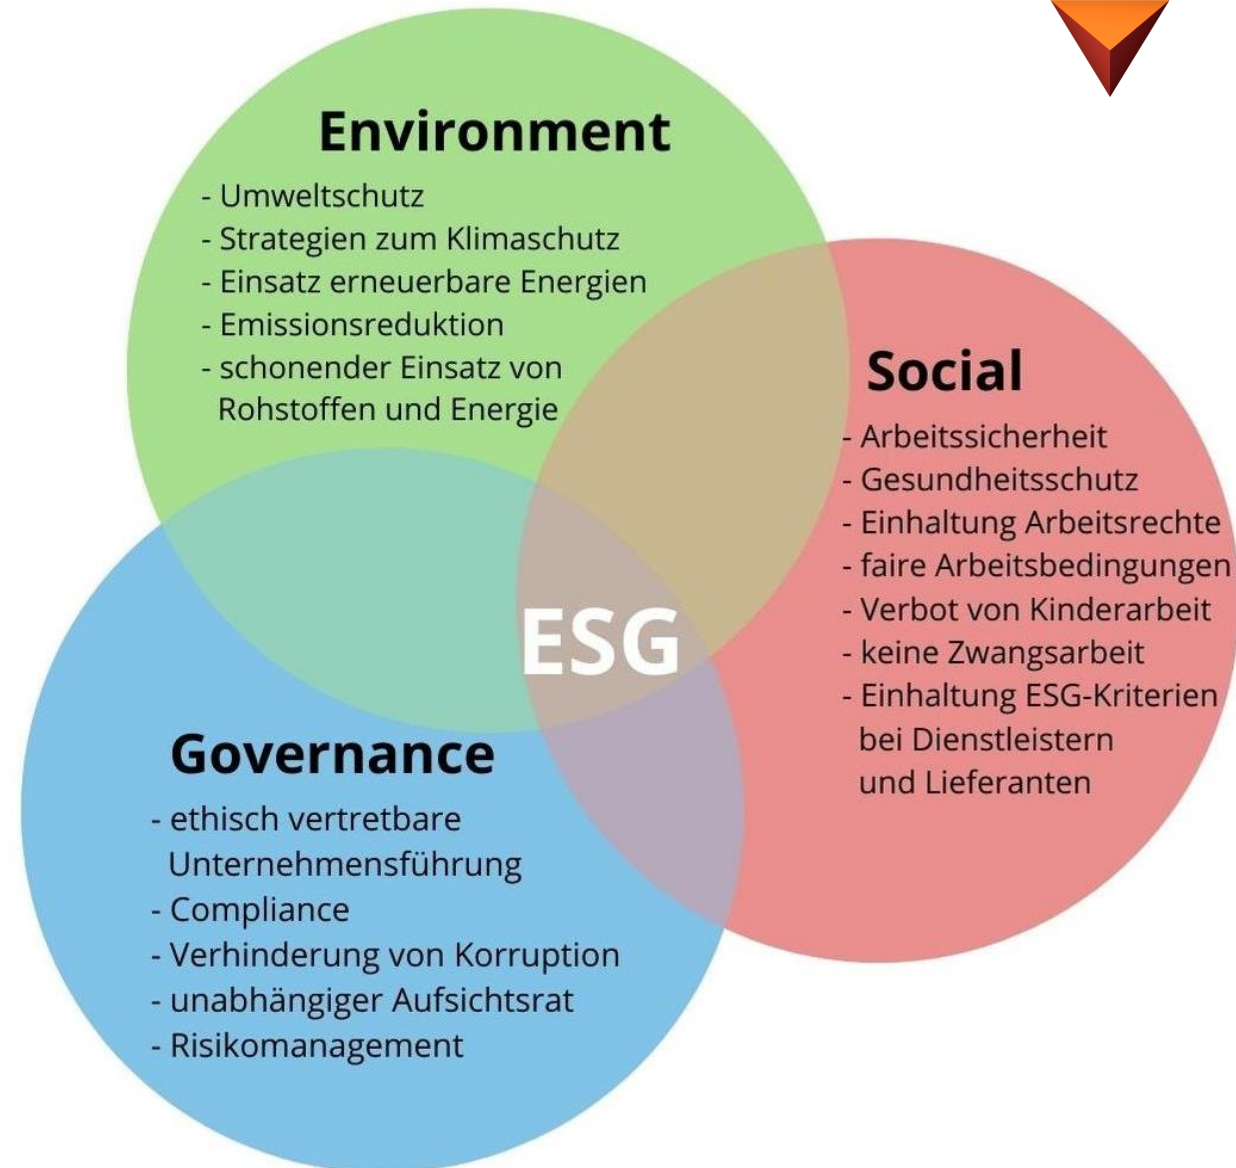 Environment
- Umweltschutz
- Strategien zum Klimaschutz
- Einsatz erneuerbare Energien
- Emissionsreduktion
- schonender Einsatz von
Rohstoffen und Energie
Social
- Arbeitssicherheit
- Gesundheitsschutz
- Einhaltung Arbeitsrechte
- faire Arbeitsbedingungen
- Verbot von Kinderarbeit
- keine Zwangsarbeit
- Einhaltung ESG-Kriterien
bei Dienstleistern
und Lieferanten
ESG
Governance
- ethisch vertretbare
Unternehmensführung
- Compliance
- Verhinderung von Korruption
- unabhängiger Aufsichtsrat
- Risikomanagement